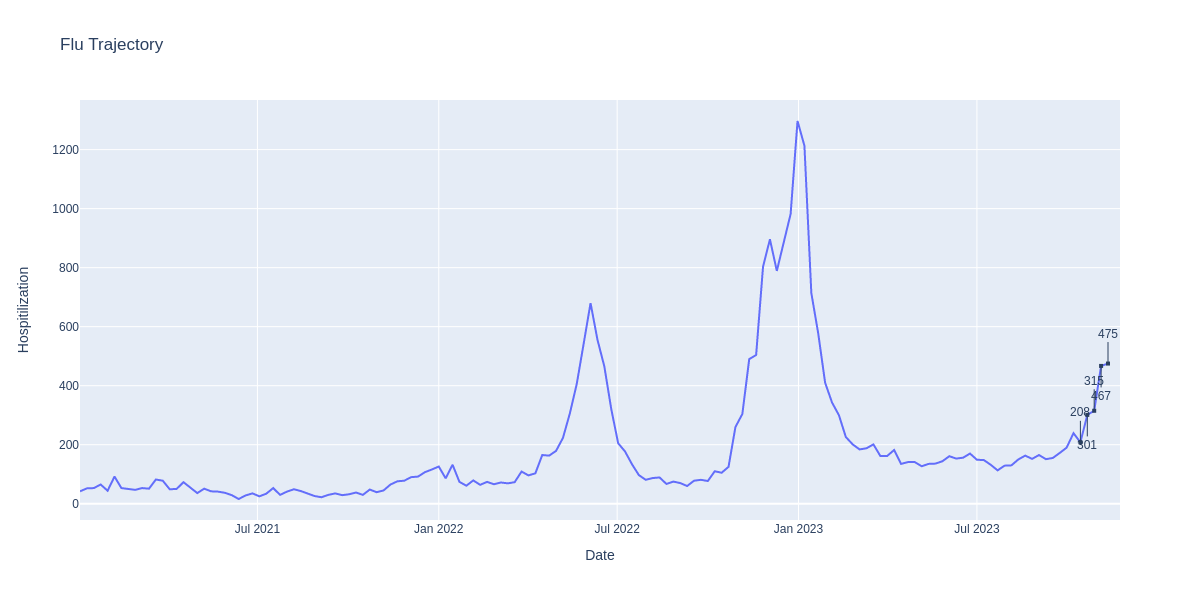 Flu Trajectory
Hospitilization
1200
1000
800
600
400
200
0
475
315
467
208
301
Jul 2021
Jan 2022
Jul 2022
Jan 2023
Jul 2023
Date